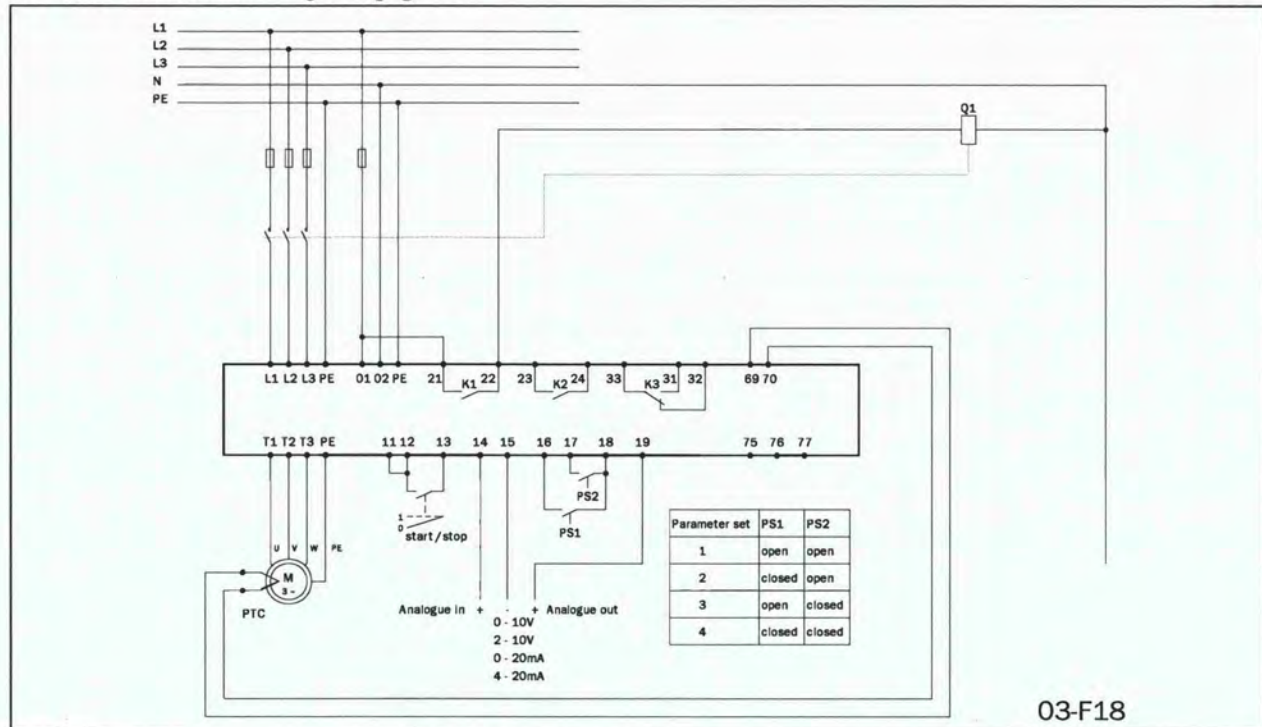 L1
L2
L3
N
PE
Q1
L1 L2 L3 PE 01 02 PE 21 K1 22 23 K2 24 33 K3 31 32 69 70
T1 T2 T3 PE 11 12 13 14 15 16 17 18 19 75 76 77
PS2
1
0
start/stop
PS1
U V W PE
M
3 ~
PTC
Analogue in + - + Analogue out
0 - 10V
2 - 10V
0 - 20mA
4 - 20mA
Parameter set PS1 PS2
1 open open
2 closed open
3 open closed
4 closed closed
03-F18